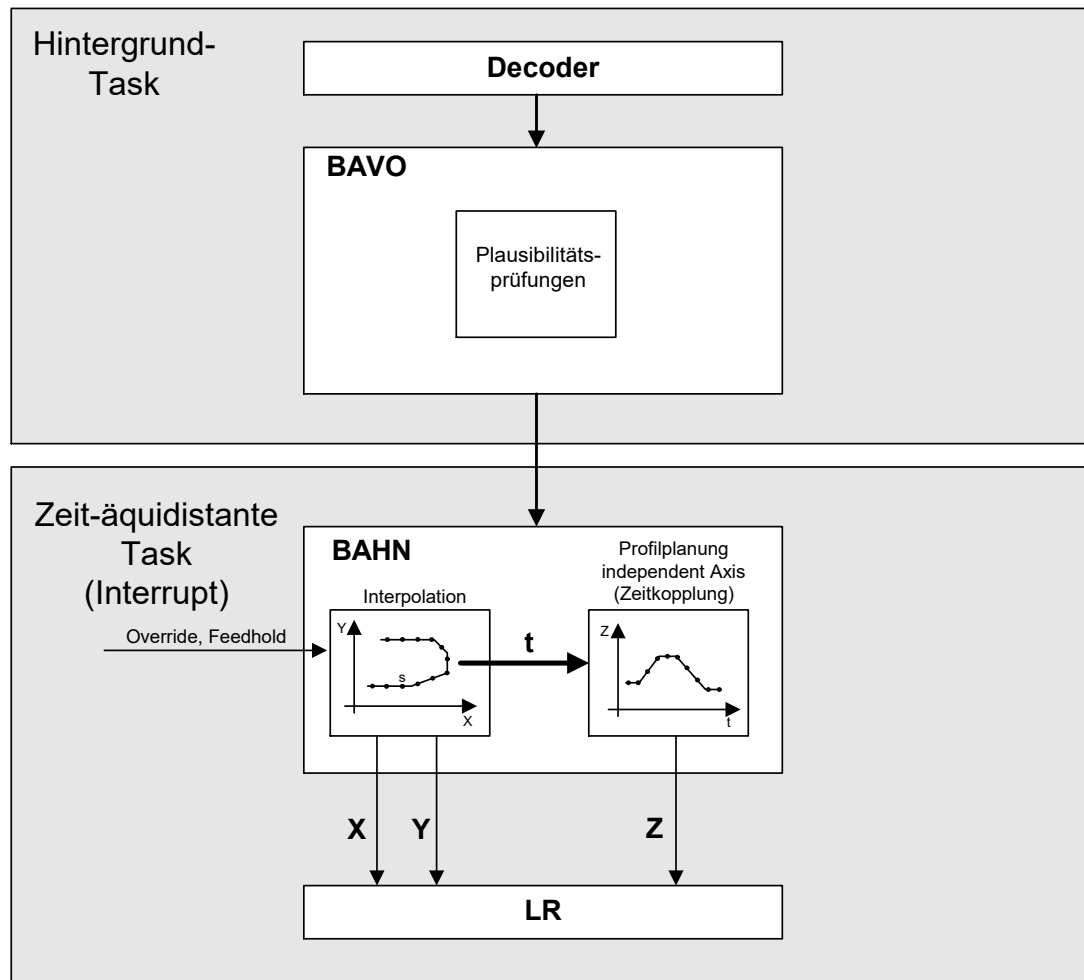 Hintergrund-
Task
Decoder
BAVO
Plausibilitäts-
prüfungen
Zeit-äquidistante
Task
(Interrupt)
Override, Feedhold
BAHN
Interpolation
Y
s
X
t
Profilplanung
independent Axis
(Zeitkopplung)
Z
t
X
Y
Z
LR